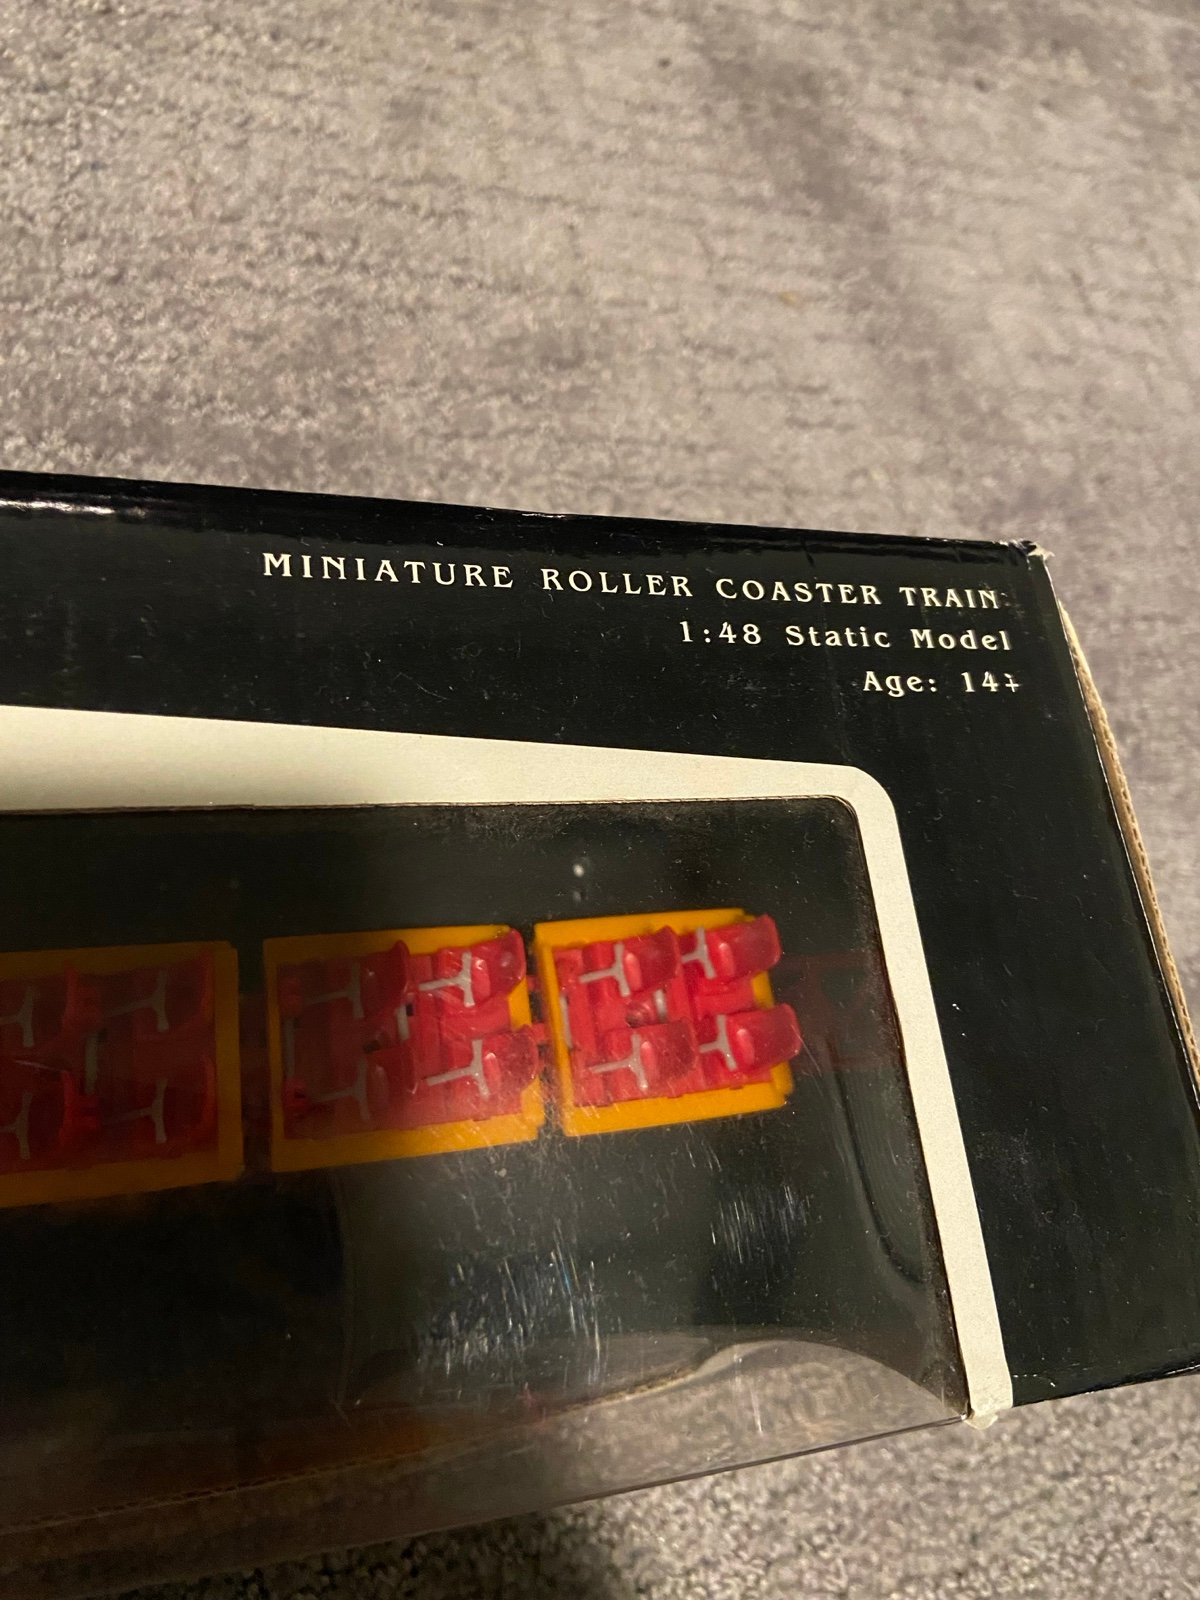 MINIATURE ROLLER COASTER TRAIN
1:48 Static Model
Age: 14+